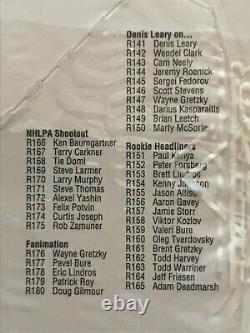 Denis Leary on...
R141 Denis Leary
R142 Wendel Clark
R143 Cam Neely
R144 Jeremy Roenick
R145 Sergei Fedorov
R146 Scott Stevens
R147 Wayne Gretzky
R148 Darius Kasparaitis
R149 Brian Leetch
R150 Marty McSorley
NHLPA Shootout
R166 Ken Baumgartner
R167 Terry Carkner
R168 Tie Domi
R169 Steve Larmer
R170 Larry Murphy
R171 Steve Thomas
R172 Alexei Yashin
R173 Felix Potvin
R174 Curtis Joseph
R175 Rob Zamuner
Fanimation
R176 Wayne Gretzky
R177 Pavel Bure
R178 Eric Lindros
R179 Patrick Roy
R180 Doug Gilmour
Rookie Headliners
R151 Paul Kariya
R152 Peter Forsberg
R153 Brett Lindros
R154 Kenny Jonsson
R155 Jason Allison
R156 Aaron Gavey
R157 Jamie Storr
R158 Viktor Kozlov
R159 Valeri Bure
R160 Oleg Tverdovsky
R161 Brent Gretzky
R162 Todd Harvey
R163 Todd Warriner
R164 Jeff Friesen
R165 Adam Deadmarsh
ebay